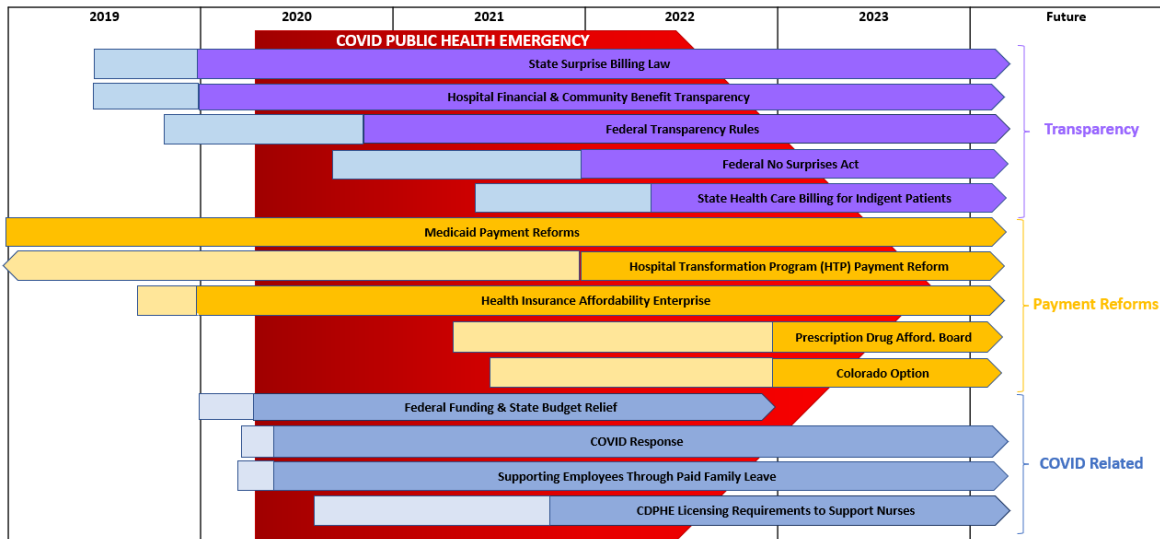 2019 2020 2021 2022 2023 Future
COVID PUBLIC HEALTH EMERGENCY
State Surprise Billing Law
Hospital Financial & Community Benefit Transparency
Federal Transparency Rules
Transparency
Federal No Surprises Act
State Health Care Billing for Indigent Patients
Medicaid Payment Reforms
Hospital Transformation Program (HTP) Payment Reform
Health Insurance Affordability Enterprise
Payment Reforms
Prescription Drug Afford. Board
Colorado Option
Federal Funding & State Budget Relief
COVID Response
COVID Related
Supporting Employees Through Paid Family Leave
CDPHE Licensing Requirements to Support Nurses